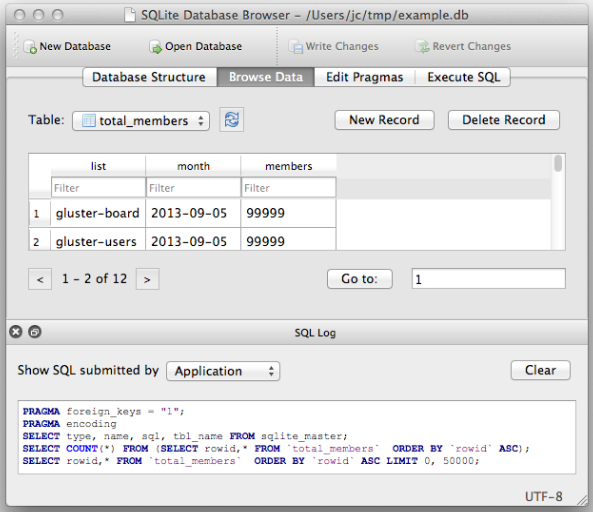 SQLite Database Browser – /Users/jc/tmp/example.db
New Database Open Database Write Changes Revert Changes
Database Structure Browse Data Edit Pragmas Execute SQL
Table: total_members New Record Delete Record
list month members
Filter Filter Filter
1 gluster-board 2013-09-05 99999
2 gluster-users 2013-09-05 99999
< 1 - 2 of 12 > Go to: 1
SQL Log
Show SQL submitted by Application Clear
PRAGMA foreign_keys = "1";
PRAGMA encoding
SELECT type, name, sql, tbl_name FROM sqlite_master;
SELECT COUNT(*) FROM (SELECT rowid,* FROM `total_members`  ORDER BY `rowid` ASC);
SELECT rowid,* FROM `total_members`  ORDER BY `rowid` ASC LIMIT 0, 50000;
UTF-8